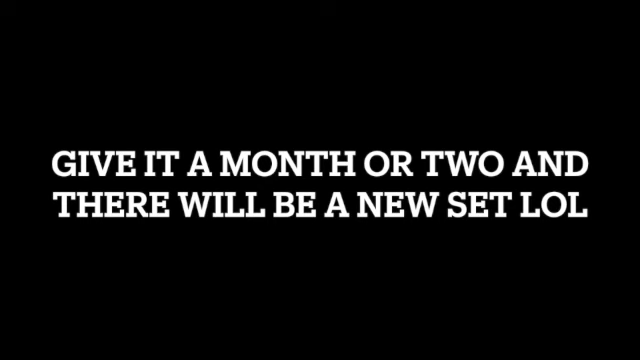 GIVE IT A MONTH OR TWO AND
THERE WILL BE A NEW SET LOL